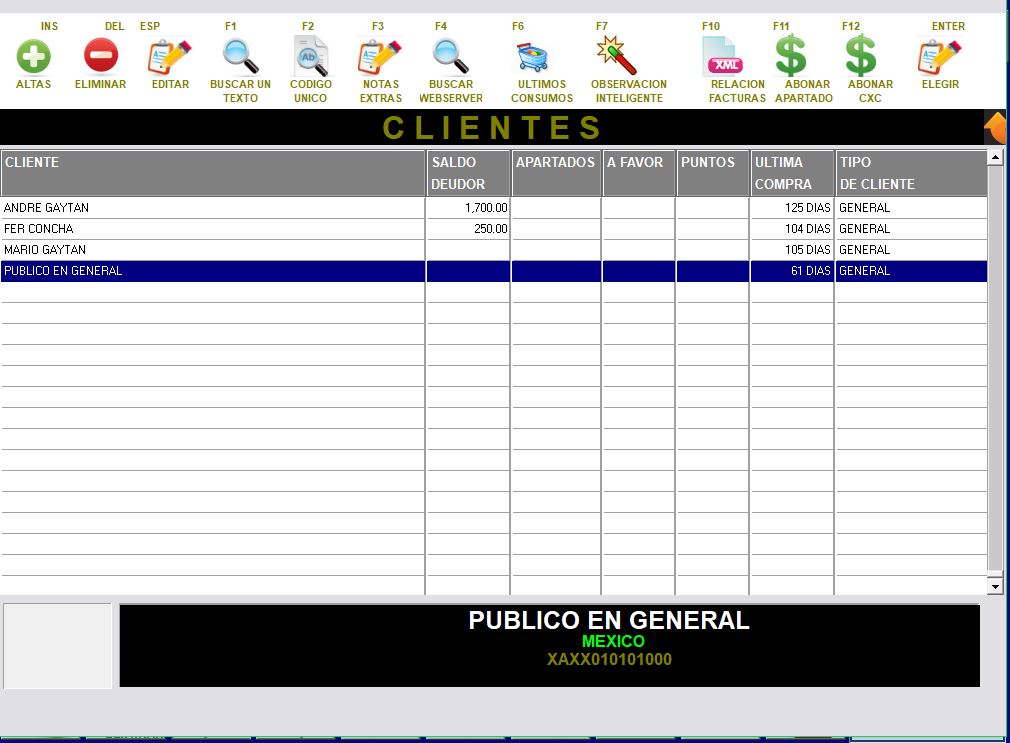 INS DEL ESP F1 F2 F3 F4 F6 F7 F10 F11 F12 ENTER
Ab XML
ALTAS ELIMINAR EDITAR BUSCAR UN CODIGO NOTAS BUSCAR ULTIMOS OBSERVACION RELACION ABONAR ABONAR ELEGIR
TEXTO UNICO EXTRAS WEBSERVER CONSUMOS INTELIGENTE FACTURAS APARTADO CXC
CLIENTES
CLIENTE SALDO APARTADOS A FAVOR PUNTOS ULTIMA TIPO
DEUDOR COMPRA DE CLIENTE
ANDRE GAYTAN 1,700.00 125 DIAS GENERAL
FER CONCHA 250.00 104 DIAS GENERAL
MARIO GAYTAN 105 DIAS GENERAL
PUBLICO EN GENERAL 61 DIAS GENERAL
PUBLICO EN GENERAL
MEXICO
XAXX010101000